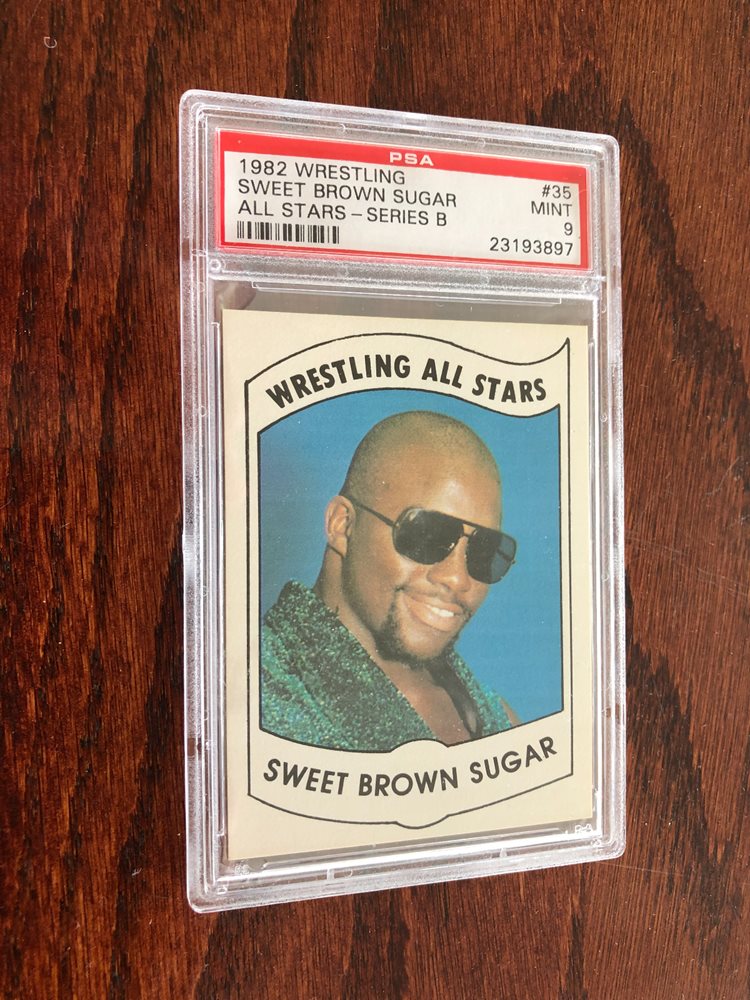 PSA
1982 WRESTLING #35
SWEET BROWN SUGAR MINT
ALL STARS – SERIES B 9
23193897
WRESTLING ALL STARS
SWEET BROWN SUGAR